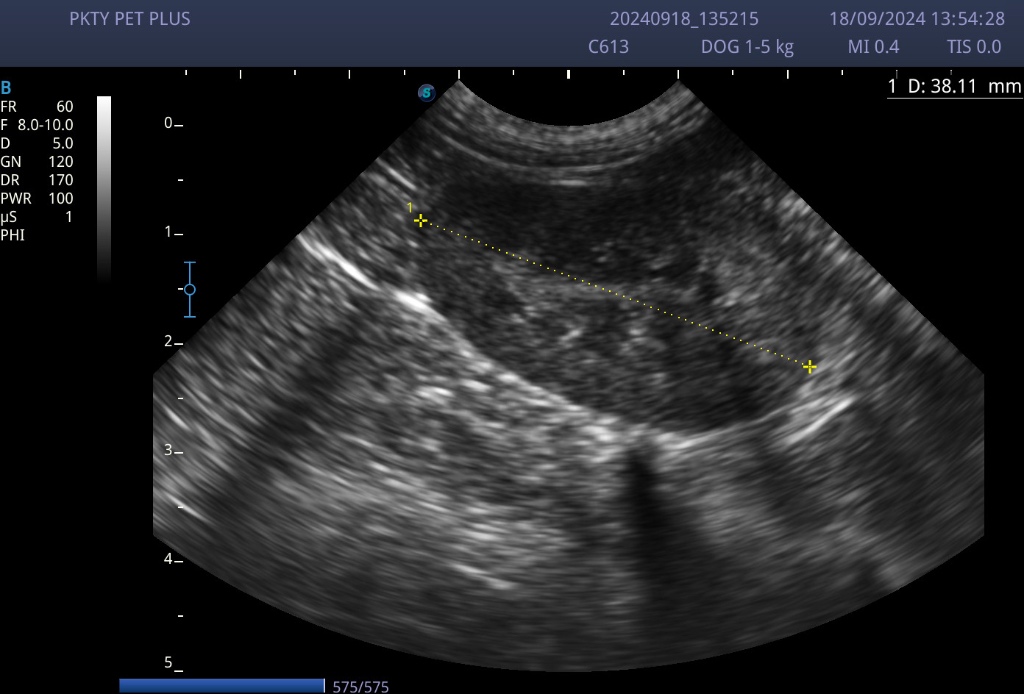 PKTY PET PLUS
20240918_135215
18/09/2024 13:54:28
C613
DOG 1-5 kg
MI 0.4
TIS 0.0
B
FR 60
F 8.0-10.0
D 5.0
GN 120
DR 170
PWR 100
µS 1
PHI
S
1 D: 38.11 mm
0
1
1
2
3
4
5
575/575